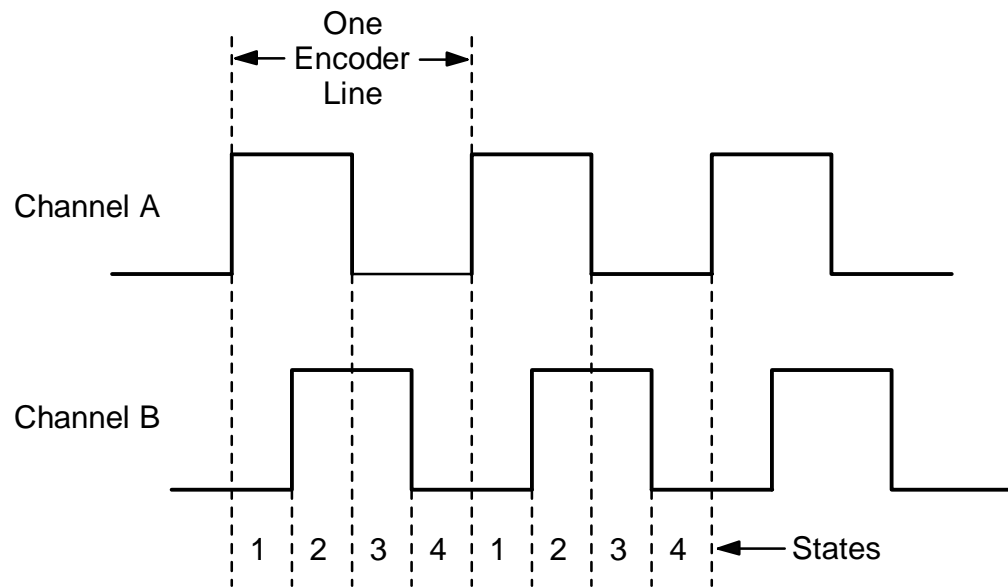 One
Encoder
Line
Channel A
Channel B
1 2 3 4 1 2 3 4 States